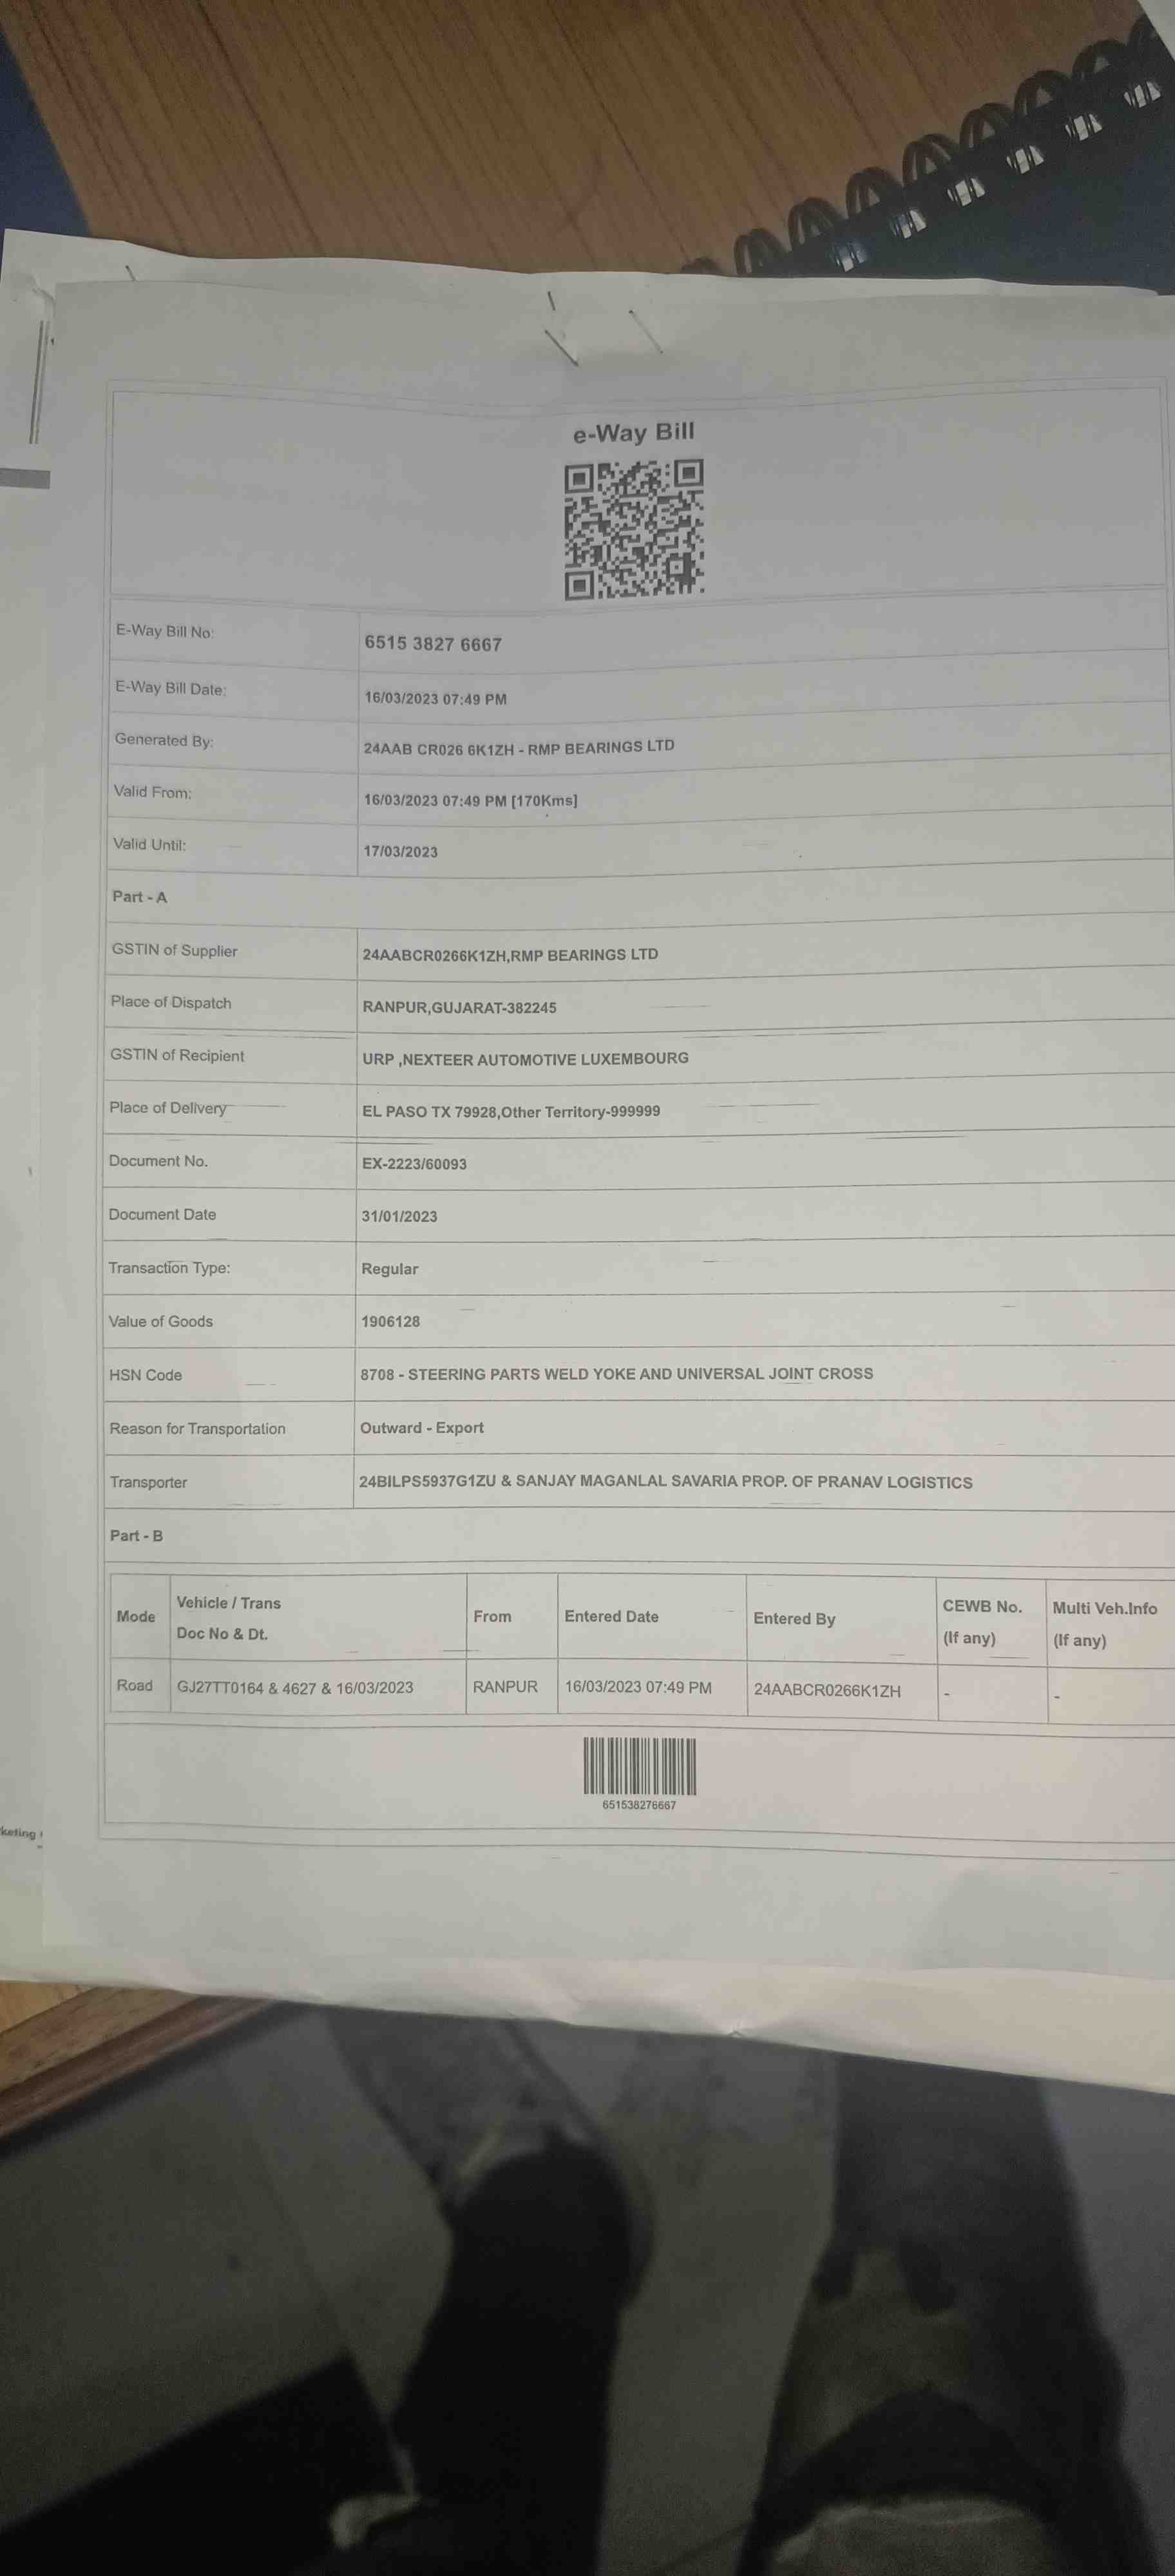 e-Way Bill
E-Way Bill No: 6515 3827 6667
E-Way Bill Date: 16/03/2023 07:49 PM
Generated By: 24AAB CR026 6K1ZH - RMP BEARINGS LTD
Valid From: 16/03/2023 07:49 PM [170Kms]
Valid Until: 17/03/2023
Part - A
GSTIN of Supplier 24AABCR0266K1ZH,RMP BEARINGS LTD
Place of Dispatch RANPUR,GUJARAT-382245
GSTIN of Recipient URP ,NEXTEER AUTOMOTIVE LUXEMBOURG
Place of Delivery EL PASO TX 79928,Other Territory-999999
Document No. EX-2223/60093
Document Date 31/01/2023
Transaction Type: Regular
Value of Goods 1906128
HSN Code 8708 - STEERING PARTS WELD YOKE AND UNIVERSAL JOINT CROSS
Reason for Transportation Outward - Export
Transporter 24BILPS5937G1ZU & SANJAY MAGANLAL SAVARIA PROP. OF PRANAV LOGISTICS
Part - B
Mode Vehicle / Trans Doc No & Dt. From Entered Date Entered By CEWB No. (If any) Multi Veh.Info (If any)
Road GJ27TT0164 & 4627 & 16/03/2023 RANPUR 16/03/2023 07:49 PM 24AABCR0266K1ZH - -
651538276667
keting